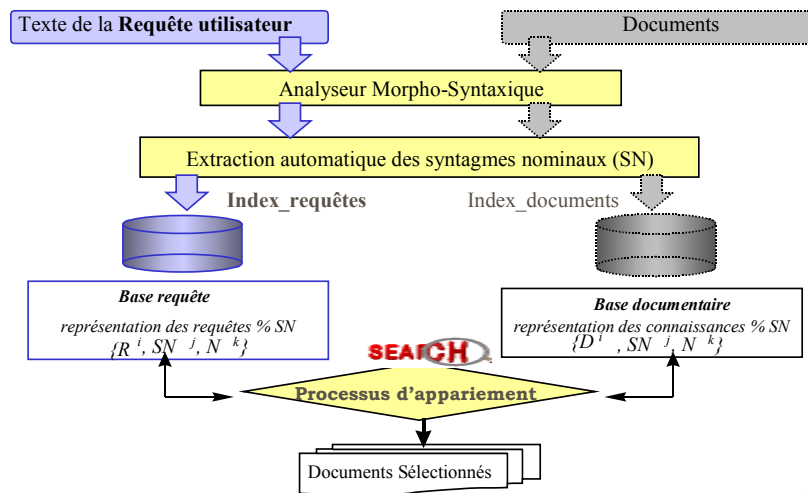 Texte de la Requête utilisateur
Documents
Analyseur Morpho-Syntaxique
Extraction automatique des syntagmes nominaux (SN)
Index_requêtes
Index_documents
Base requête
représentation des requêtes % SN
{R i, SN j, N k}
Base documentaire
représentation des connaissances % SN
{D i , SN j, N k}
SEARCH
Processus d'appariement
Documents Sélectionnés